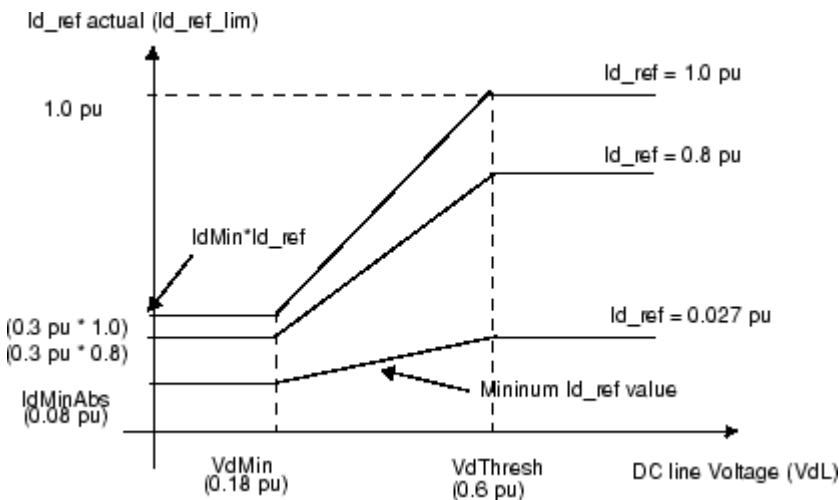 Id_ref actual (Id_ref_lim)
Id_ref = 1.0 pu
1.0 pu
Id_ref = 0.8 pu
IdMin*Id_ref
(0.3 pu * 1.0)
(0.3 pu * 0.8)
Id_ref = 0.027 pu
IdMinAbs
(0.08 pu)
Mininum Id_ref value
VdMin
(0.18 pu)
VdThresh
(0.6 pu)
DC line Voltage (VdL)